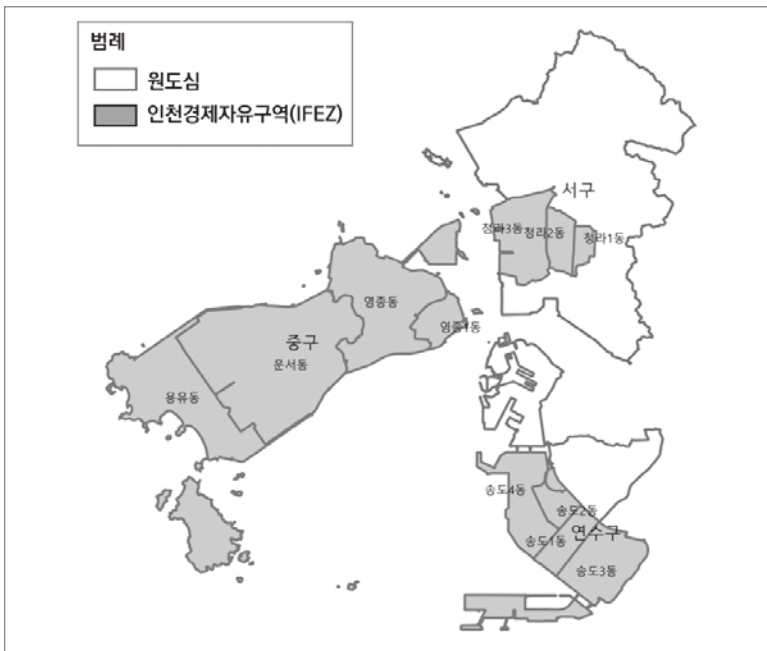 범례
원도심
인천경제자유구역(IFEZ)
서구
청라3동
청라2동
청라1동
영종동
영종1동
중구
운서동
용유동
송도4동
송도2동
연수구
송도1동
송도3동